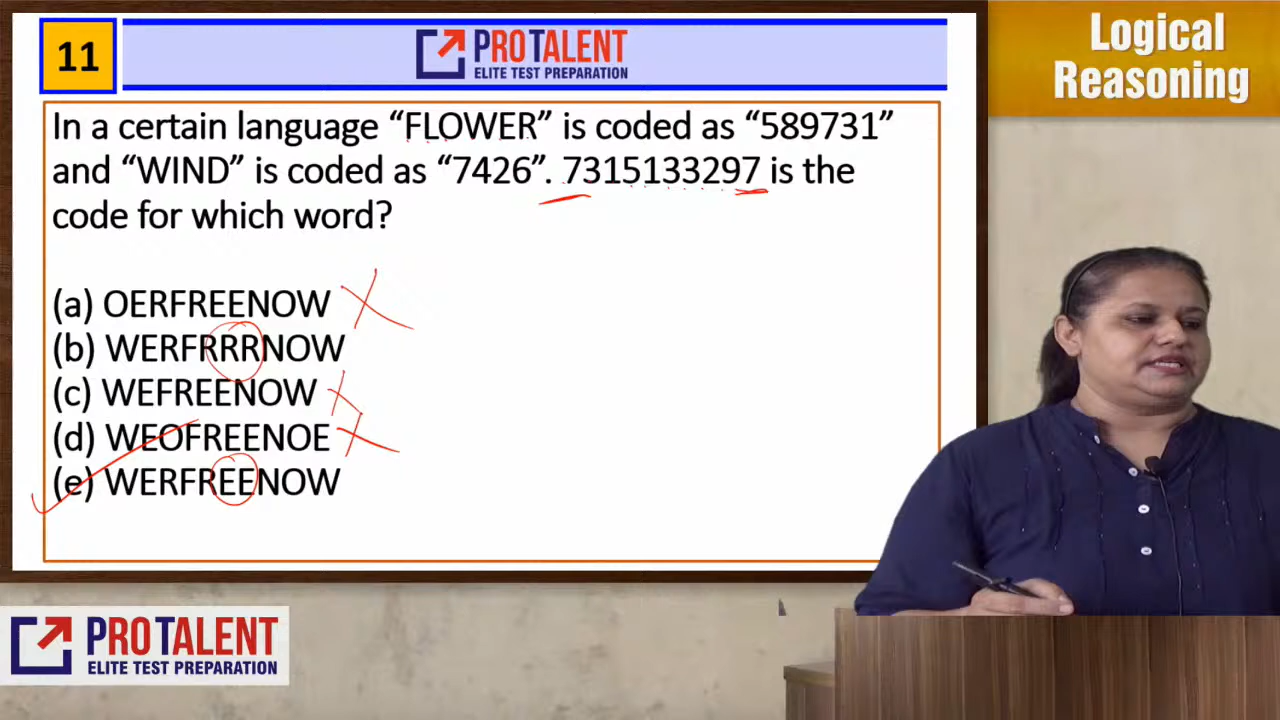 11
PROTALENT
ELITE TEST PREPARATION
Logical
Reasoning
In a certain language “FLOWER” is coded as “589731”
and “WIND” is coded as “7426”. 7315133297 is the
code for which word?
(a) OERFREENOW
(b) WERFRRRNOW
(c) WEFREENOW
(d) WEOFREENOE
(e) WERFREENOW
PROTALENT
ELITE TEST PREPARATION